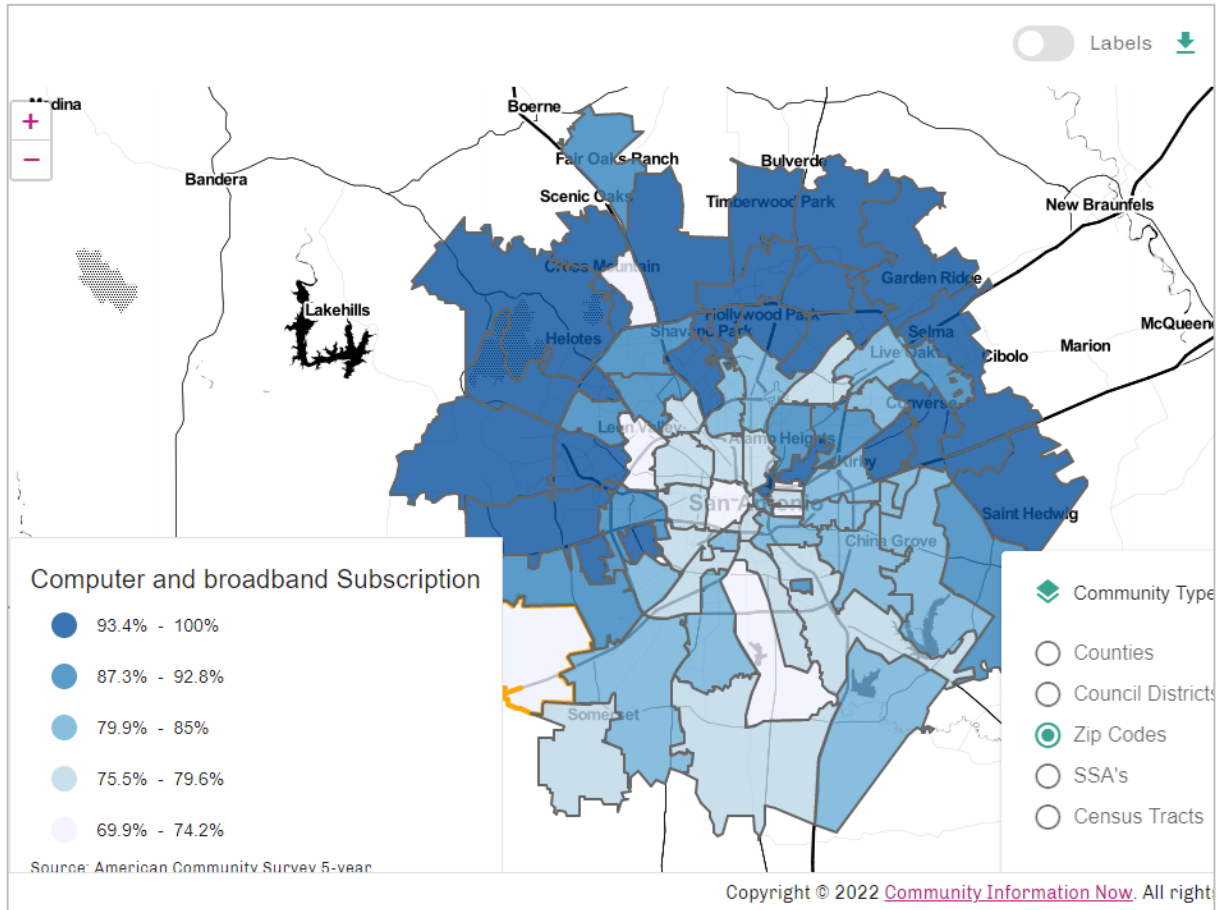 Labels
Medina
Boerne
Fair Oaks Ranch
Bulverde
Bandera
Scenic Oaks
Timberwood Park
New Braunfels
Cross Mountain
Garden Ridge
Lakehills
Hollywood Park
McQueen
Helotes
Shavano Park
Selma
Marion
Live Oak
Cibolo
Converse
Leon Valley
Alamo Heights
Kirby
San Antonio
Saint Hedwig
China Grove
Somerset
+
−
Computer and broadband Subscription
93.4% - 100%
87.3% - 92.8%
79.9% - 85%
75.5% - 79.6%
69.9% - 74.2%
Source: American Community Survey 5-year
Community Type
Counties
Council Districts
Zip Codes
SSA's
Census Tracts
Copyright © 2022 Community Information Now. All rights